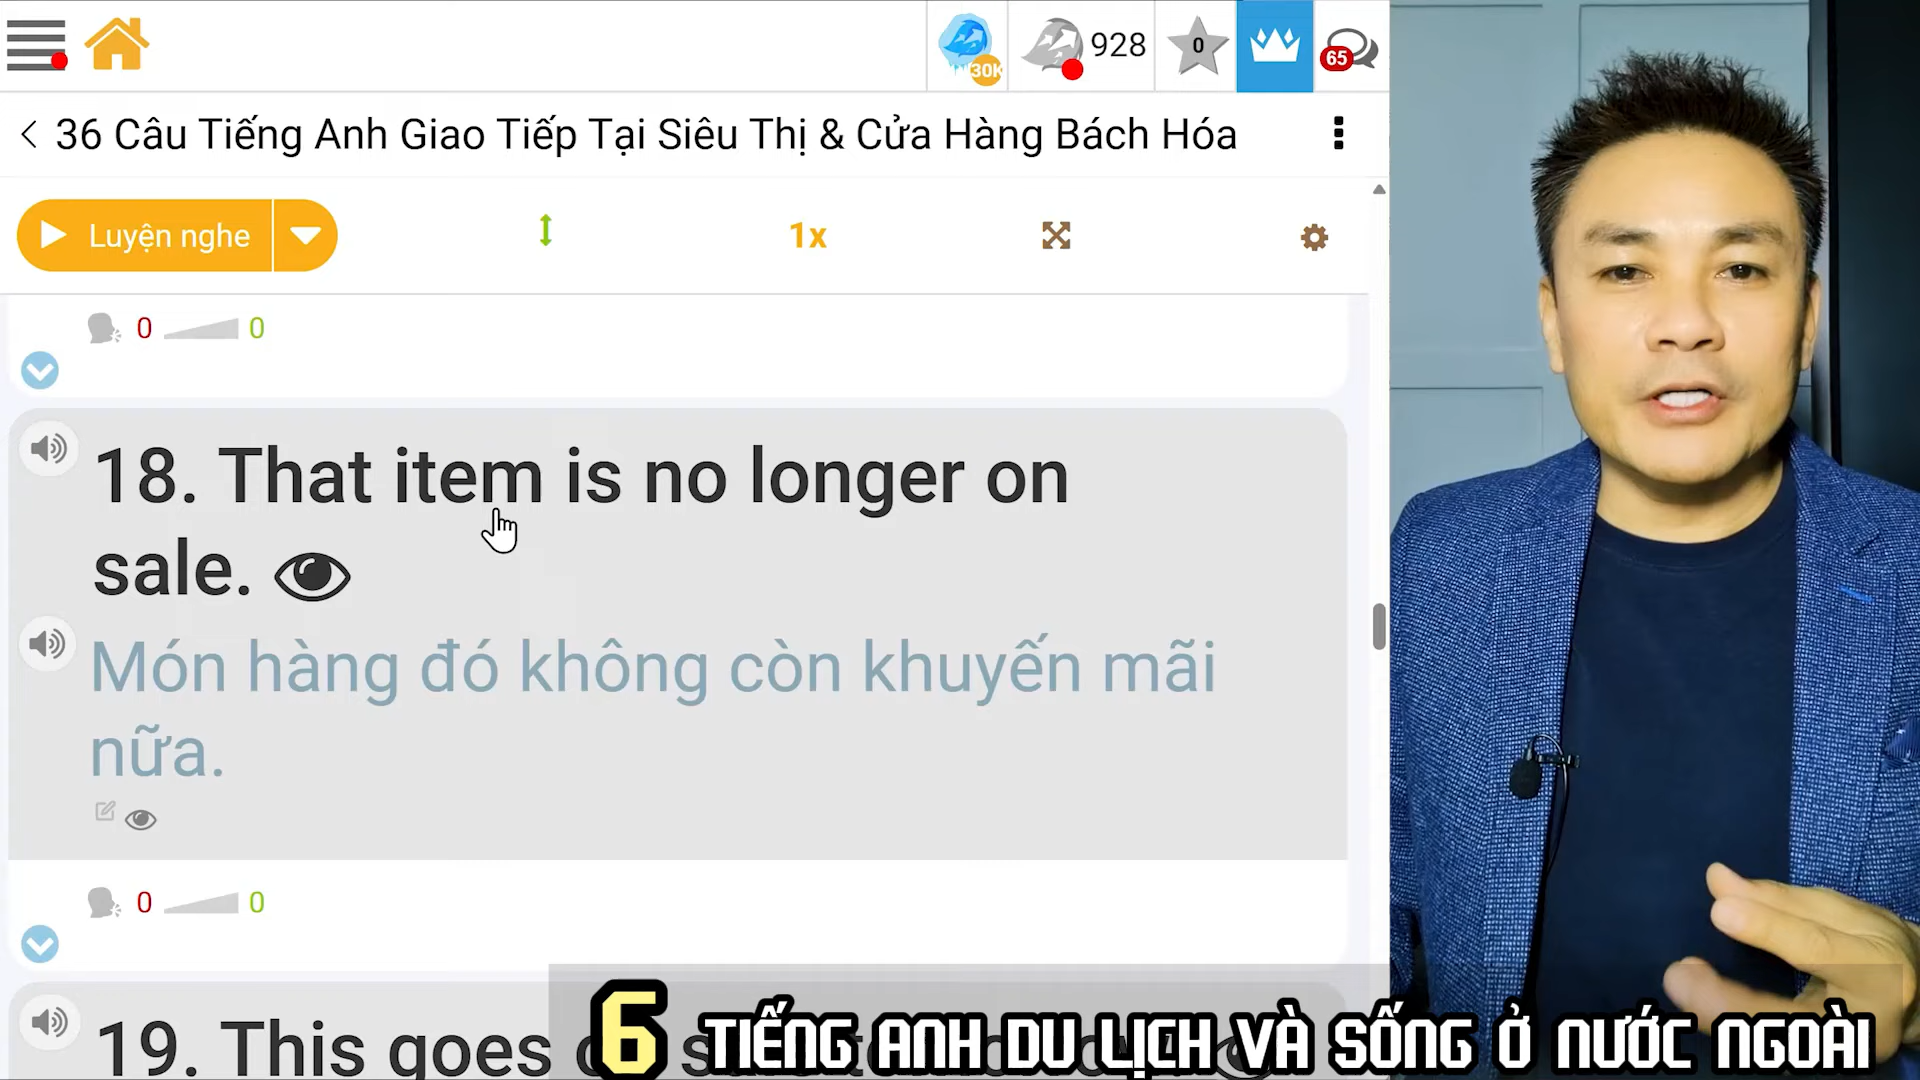 30K
928
0
65
36 Câu Tiếng Anh Giao Tiếp Tại Siêu Thị & Cửa Hàng Bách Hóa
Luyện nghe
1x
0 0
18. That item is no longer on
sale.
Món hàng đó không còn khuyến mãi
nữa.
0 0
19. This goes
6 TIẾNG ANH DU LỊCH VÀ SỐNG Ở NƯỚC NGOÀI